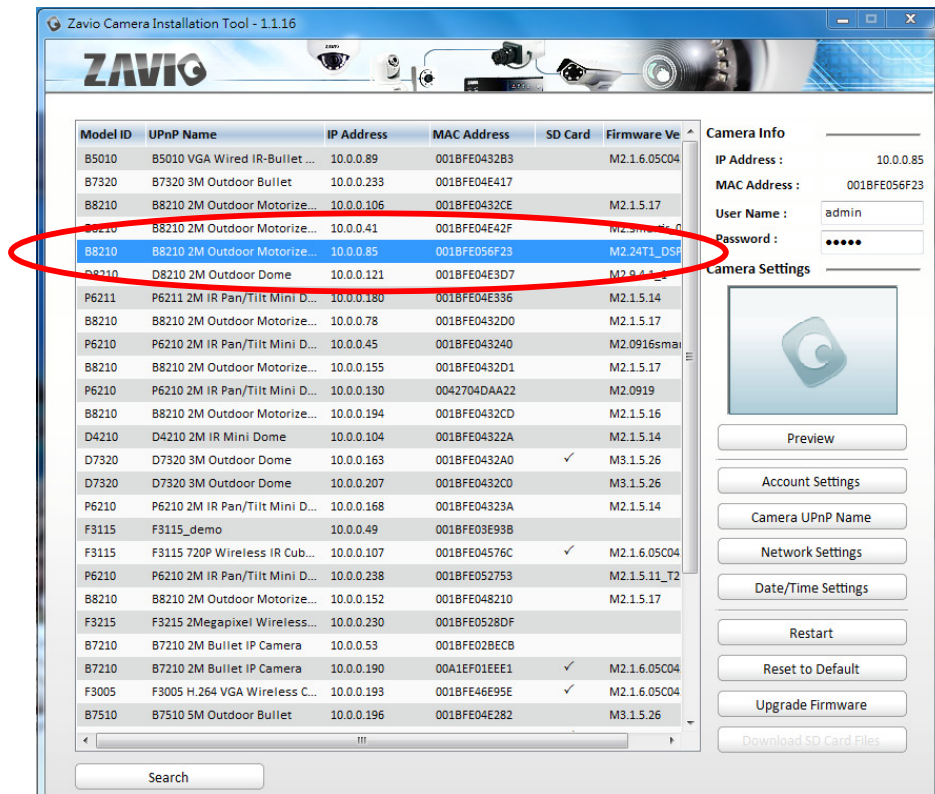 Zavio Camera Installation Tool - 1.1.16
ZAVIO
Model ID UPnP Name IP Address MAC Address SD Card Firmware Ve
B5010 B5010 VGA Wired IR-Bullet ... 10.0.0.89 001BFE0432B3 M2.1.6.05C04
B7320 B7320 3M Outdoor Bullet 10.0.0.233 001BFE04E417
B8210 B8210 2M Outdoor Motorize... 10.0.0.106 001BFE0432CE M2.1.5.17
B8210 B8210 2M Outdoor Motorize... 10.0.0.41 001BFE04E42F
B8210 B8210 2M Outdoor Motorize... 10.0.0.85 001BFE056F23 M2.24T1_DSP
D8210 D8210 2M Outdoor Dome 10.0.0.121 001BFE04E3D7 M2.9.4.1_1
P6211 P6211 2M IR Pan/Tilt Mini D... 10.0.0.180 001BFE04E336 M2.1.5.14
B8210 B8210 2M Outdoor Motorize... 10.0.0.78 001BFE0432D0 M2.1.5.17
P6210 P6210 2M IR Pan/Tilt Mini D... 10.0.0.45 001BFE043240 M2.0916smar
B8210 B8210 2M Outdoor Motorize... 10.0.0.155 001BFE0432D1 M2.1.5.17
P6210 P6210 2M IR Pan/Tilt Mini D... 10.0.0.130 0042704DAA22 M2.0919
B8210 B8210 2M Outdoor Motorize... 10.0.0.194 001BFE0432CD M2.1.5.16
D4210 D4210 2M IR Mini Dome 10.0.0.104 001BFE04322A M2.1.5.14
D7320 D7320 3M Outdoor Dome 10.0.0.163 001BFE0432A0 ✓ M3.1.5.26
D7320 D7320 3M Outdoor Dome 10.0.0.207 001BFE0432C0 M3.1.5.26
P6210 P6210 2M IR Pan/Tilt Mini D... 10.0.0.168 001BFE04323A M2.1.5.14
F3115 F3115_demo 10.0.0.49 001BFE03E93B
F3115 F3115 720P Wireless IR Cub... 10.0.0.107 001BFE04576C ✓ M2.1.6.05C04
P6210 P6210 2M IR Pan/Tilt Mini D... 10.0.0.238 001BFE052753 M2.1.5.11_T2
B8210 B8210 2M Outdoor Motorize... 10.0.0.152 001BFE048210 M2.1.5.17
F3215 F3215 2Megapixel Wireless... 10.0.0.230 001BFE0528DF
B7210 B7210 2M Bullet IP Camera 10.0.0.53 001BFE02BECB
B7210 B7210 2M Bullet IP Camera 10.0.0.190 00A1EF01EEE1 ✓ M2.1.6.05C04
F3005 F3005 H.264 VGA Wireless C... 10.0.0.193 001BFE46E95E ✓ M2.1.6.05C04
B7510 B7510 5M Outdoor Bullet 10.0.0.196 001BFE04E282 M3.1.5.26
Search
Camera Info
IP Address : 10.0.0.85
MAC Address : 001BFE056F23
User Name : admin
Password : •••••
Camera Settings
Preview
Account Settings
Camera UPnP Name
Network Settings
Date/Time Settings
Restart
Reset to Default
Upgrade Firmware
Download SD Card Files